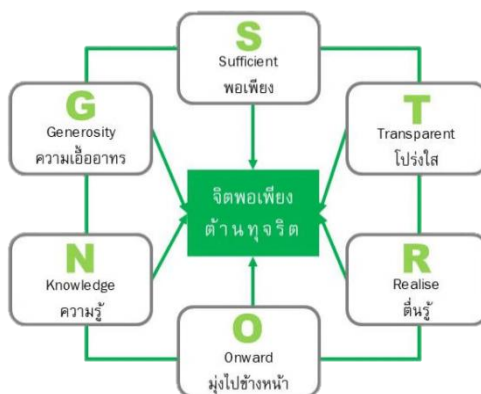 S
Sufficient
พอเพียง
T
Transparent
โปร่งใส
R
Realise
ตื่นรู้
O
Onward
มุ่งไปข้างหน้า
N
Knowledge
ความรู้
G
Generosity
ความเอื้ออาทร
จิตพอเพียง
ต้านทุจริต